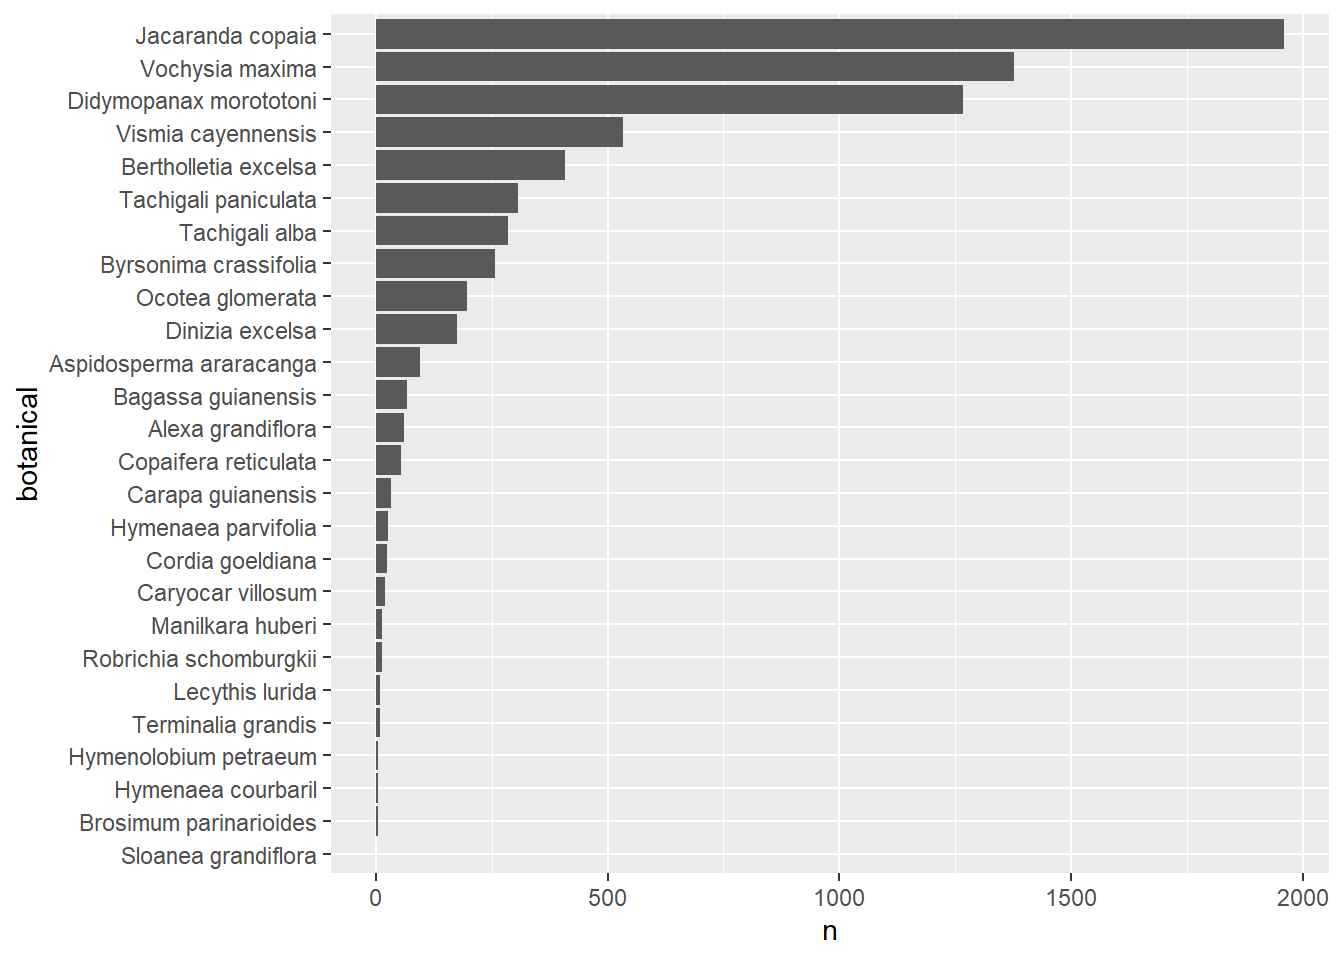 Jacaranda copaia
Vochysia maxima
Didymopanax morototoni
Vismia cayennensis
Bertholletia excelsa
Tachigali paniculata
Tachigali alba
Byrsonima crassifolia
Ocotea glomerata
Dinizia excelsa
Aspidosperma araracanga
Bagassa guianensis
Alexa grandiflora
Copaifera reticulata
Carapa guianensis
Hymenaea parvifolia
Cordia goeldiana
Caryocar villosum
Manilkara huberi
Robrichia schomburgkii
Lecythis lurida
Terminalia grandis
Hymenolobium petraeum
Hymenaea courbaril
Brosimum parinarioides
Sloanea grandiflora
botanical
0 500 1000 1500 2000
n